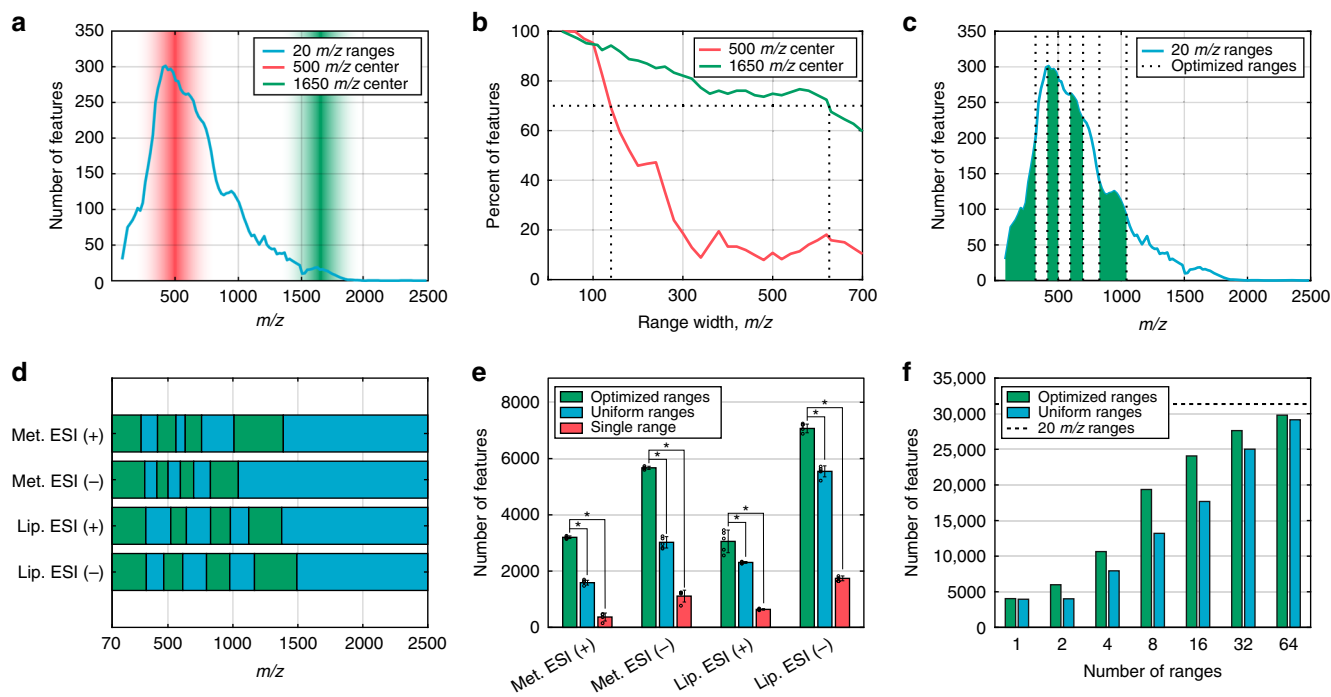 a
350
300
250
200
150
100
50
0
500
1000
1500
2000
2500
Number of features
m/z
20 m/z ranges
500 m/z center
1650 m/z center
b
100
80
60
40
20
0
100
300
500
700
Percent of features
Range width, m/z
500 m/z center
1650 m/z center
c
350
300
250
200
150
100
50
0
500
1000
1500
2000
2500
Number of features
m/z
20 m/z ranges
Optimized ranges
d
Met. ESI (+)
Met. ESI (–)
Lip. ESI (+)
Lip. ESI (–)
70
500
1000
1500
2000
2500
m/z
e
8000
6000
4000
2000
0
Number of features
Optimized ranges
Uniform ranges
Single range
*
*
*
*
*
*
*
*
Met. ESI (+)
Met. ESI (–)
Lip. ESI (+)
Lip. ESI (–)
f
35,000
30,000
25,000
20,000
15,000
10,000
5000
0
Number of features
Optimized ranges
Uniform ranges
20 m/z ranges
1
2
4
8
16
32
64
Number of ranges